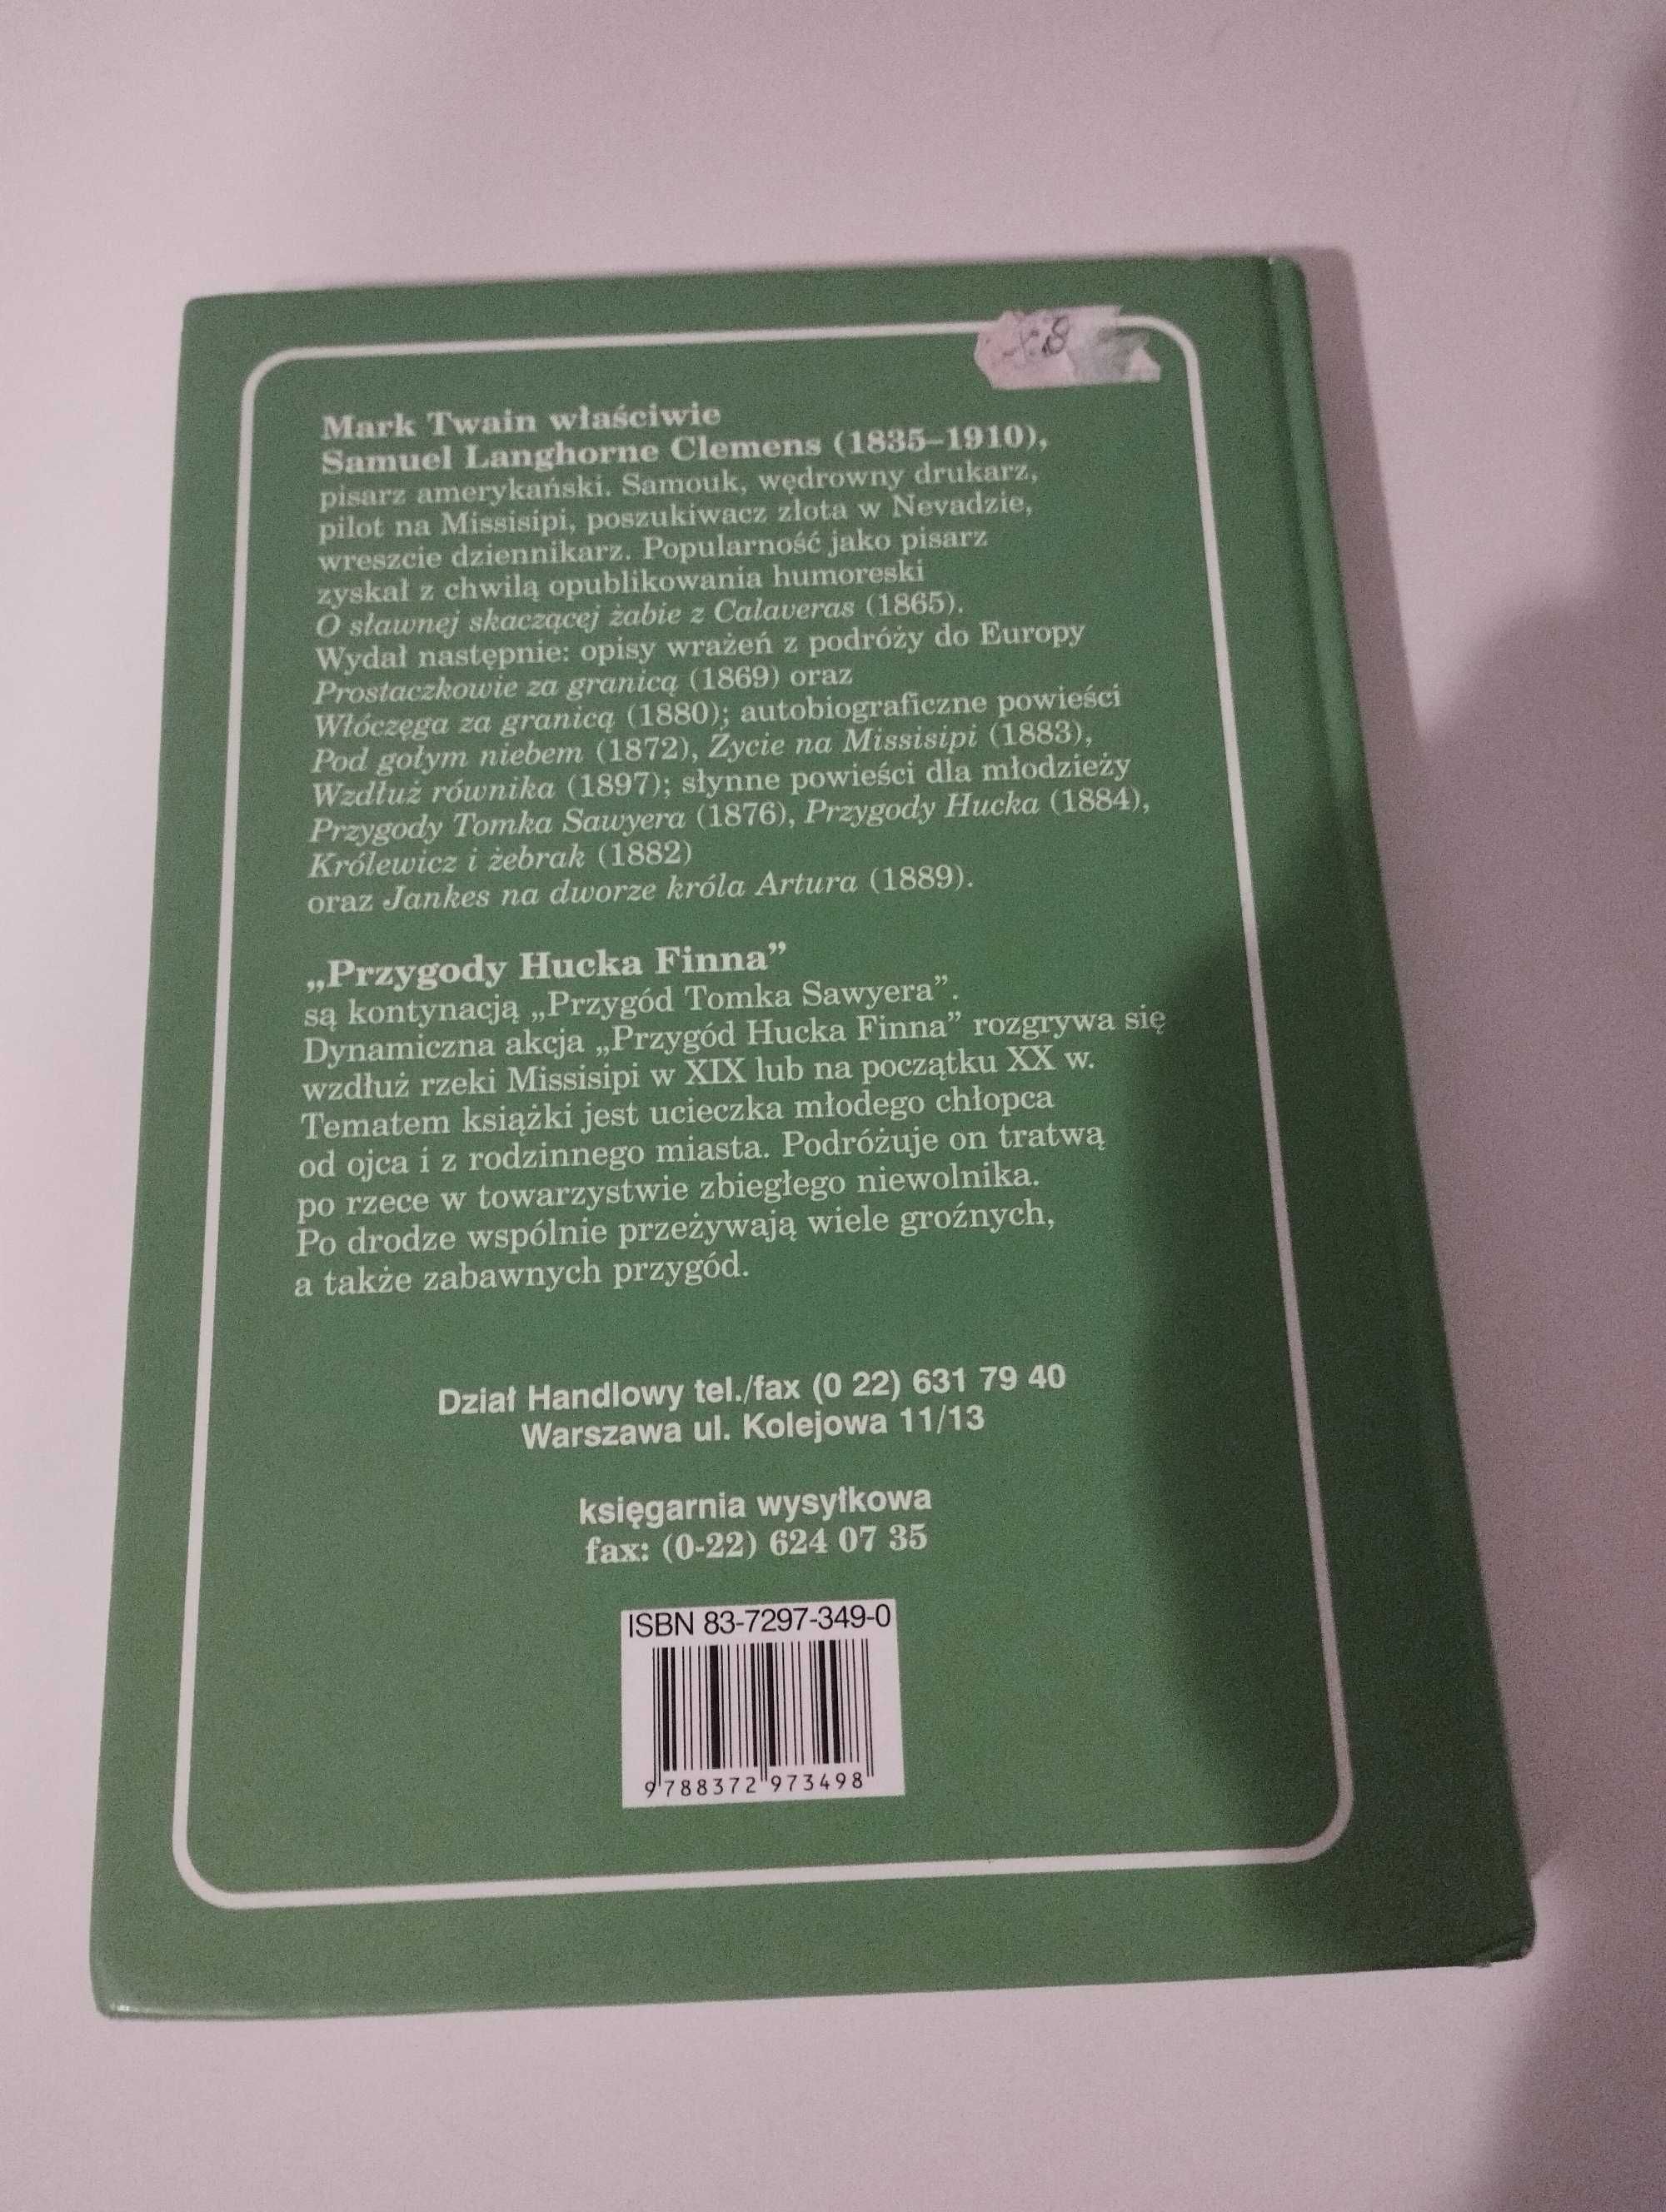 Mark Twain właściwie
Samuel Langhorne Clemens (1835–1910),
pisarz amerykański. Samouk, wędrowny drukarz,
pilot na Missisipi, poszukiwacz złota w Nevadzie,
wreszcie dziennikarz. Popularność jako pisarz
zyskał z chwilą opublikowania humoreski
O sławnej skaczącej żabie z Calaveras (1865).
Wydał następnie: opisy wrażeń z podróży do Europy
Prostaczkowie za granicą (1869) oraz
Włóczęga za granicą (1880); autobiograficzne powieści
Pod gołym niebem (1872), Życie na Missisipi (1883),
Wzdłuż równika (1897); słynne powieści dla młodzieży
Przygody Tomka Sawyera (1876), Przygody Hucka (1884),
Królewicz i żebrak (1882)
oraz Jankes na dworze króla Artura (1889).
„Przygody Hucka Finna”
są kontynacją „Przygód Tomka Sawyera”.
Dynamiczna akcja „Przygód Hucka Finna” rozgrywa się
wzdłuż rzeki Missisipi w XIX lub na początku XX w.
Tematem książki jest ucieczka młodego chłopca
od ojca i z rodzinnego miasta. Podróżuje on tratwą
po rzece w towarzystwie zbiegłego niewolnika.
Po drodze wspólnie przeżywają wiele groźnych,
a także zabawnych przygód.
Dział Handlowy tel./fax (0 22) 631 79 40
Warszawa ul. Kolejowa 11/13
księgarnia wysyłkowa
fax: (0-22) 624 07 35
ISBN 83-7297-349-0
9 788372 973498